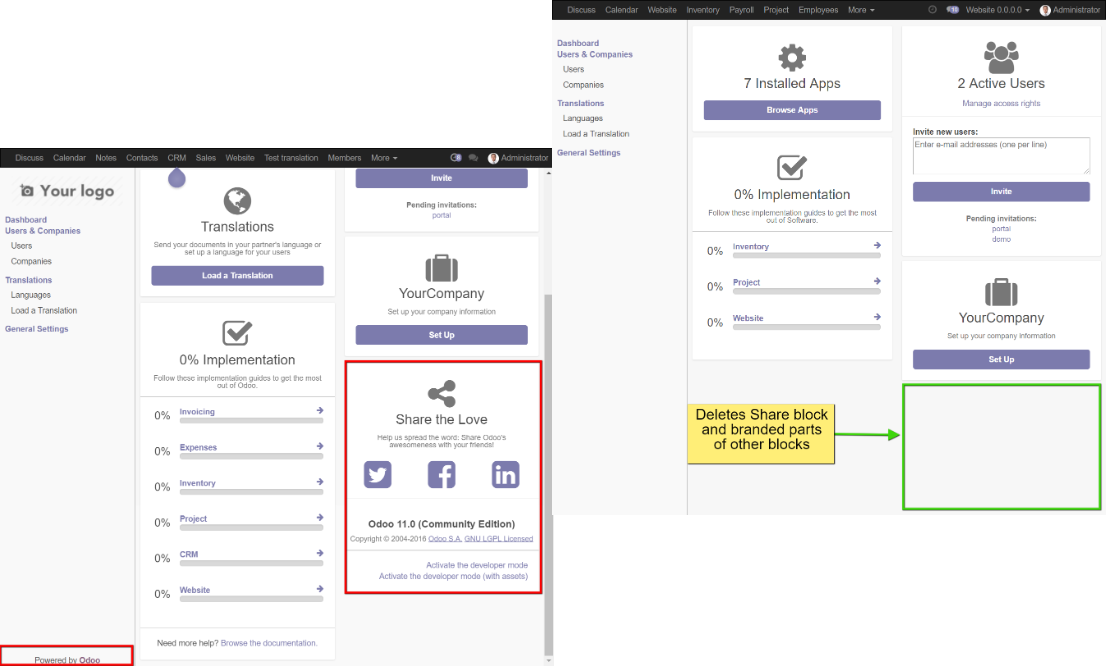 Discuss Calendar Notes Contacts CRM Sales Website Test translation Members More Administrator
Your logo
Dashboard
Users & Companies
Users
Companies
Translations
Languages
Load a Translation
General Settings
Powered by Odoo
Translations
Send your documents in your partner's language or
set up a language for your users
Load a Translation
0% Implementation
Follow these implementation guides to get the most
out of Odoo.
0% Invoicing
0% Expenses
0% Inventory
0% Project
0% CRM
0% Website
Need more help? Browse the documentation.
Invite
Pending invitations:
portal
YourCompany
Set up your company information
Set Up
Share the Love
Help us spread the word: Share Odoo's
awesomeness with your friends!
Odoo 11.0 (Community Edition)
Copyright © 2004-2016 Odoo S.A. GNU LGPL Licensed
Activate the developer mode
Activate the developer mode (with assets)
Discuss Calendar Website Inventory Payroll Project Employees More Website 0.0.0.0 Administrator
Dashboard
Users & Companies
Users
Companies
Translations
Languages
Load a Translation
General Settings
7 Installed Apps
Browse Apps
0% Implementation
Follow these implementation guides to get the most
out of Software.
0% Inventory
0% Project
0% Website
2 Active Users
Manage access rights
Invite new users:
Enter e-mail addresses (one per line)
Invite
Pending invitations:
portal
demo
YourCompany
Set up your company information
Set Up
Deletes Share block
and branded parts
of other blocks